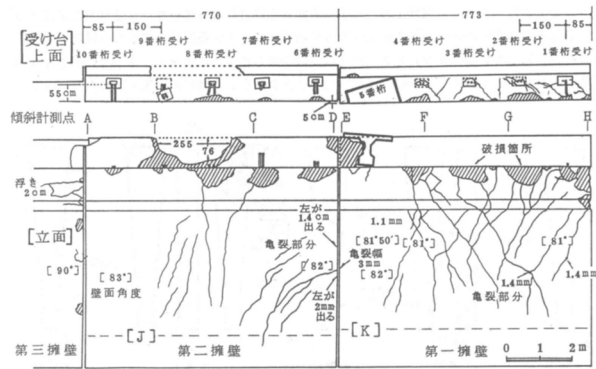 770
773
85
150
150
85
[受け台]
上面
9番桁受け
7番桁受け
4番桁受け
2番桁受け
10番桁受け
8番桁受け
6番桁受け
3番桁受け
1番桁受け
55cm
5番桁
5cm
傾斜計測点
A
B
C
D
E
F
G
H
255
76
破損箇所
浮き
2cm
左が
1.4cm
出る
1.1mm
[立面]
亀裂部分
[81°50′]
[81°]
[81°]
亀裂幅
3mm
[90°]
[83°]
[82°]
[82°]
1.4mm
1.4mm
壁面角度
左が
2mm
出る
亀裂部分
[J]
[K]
第三擁壁
第二擁壁
第一擁壁
0
1
2m